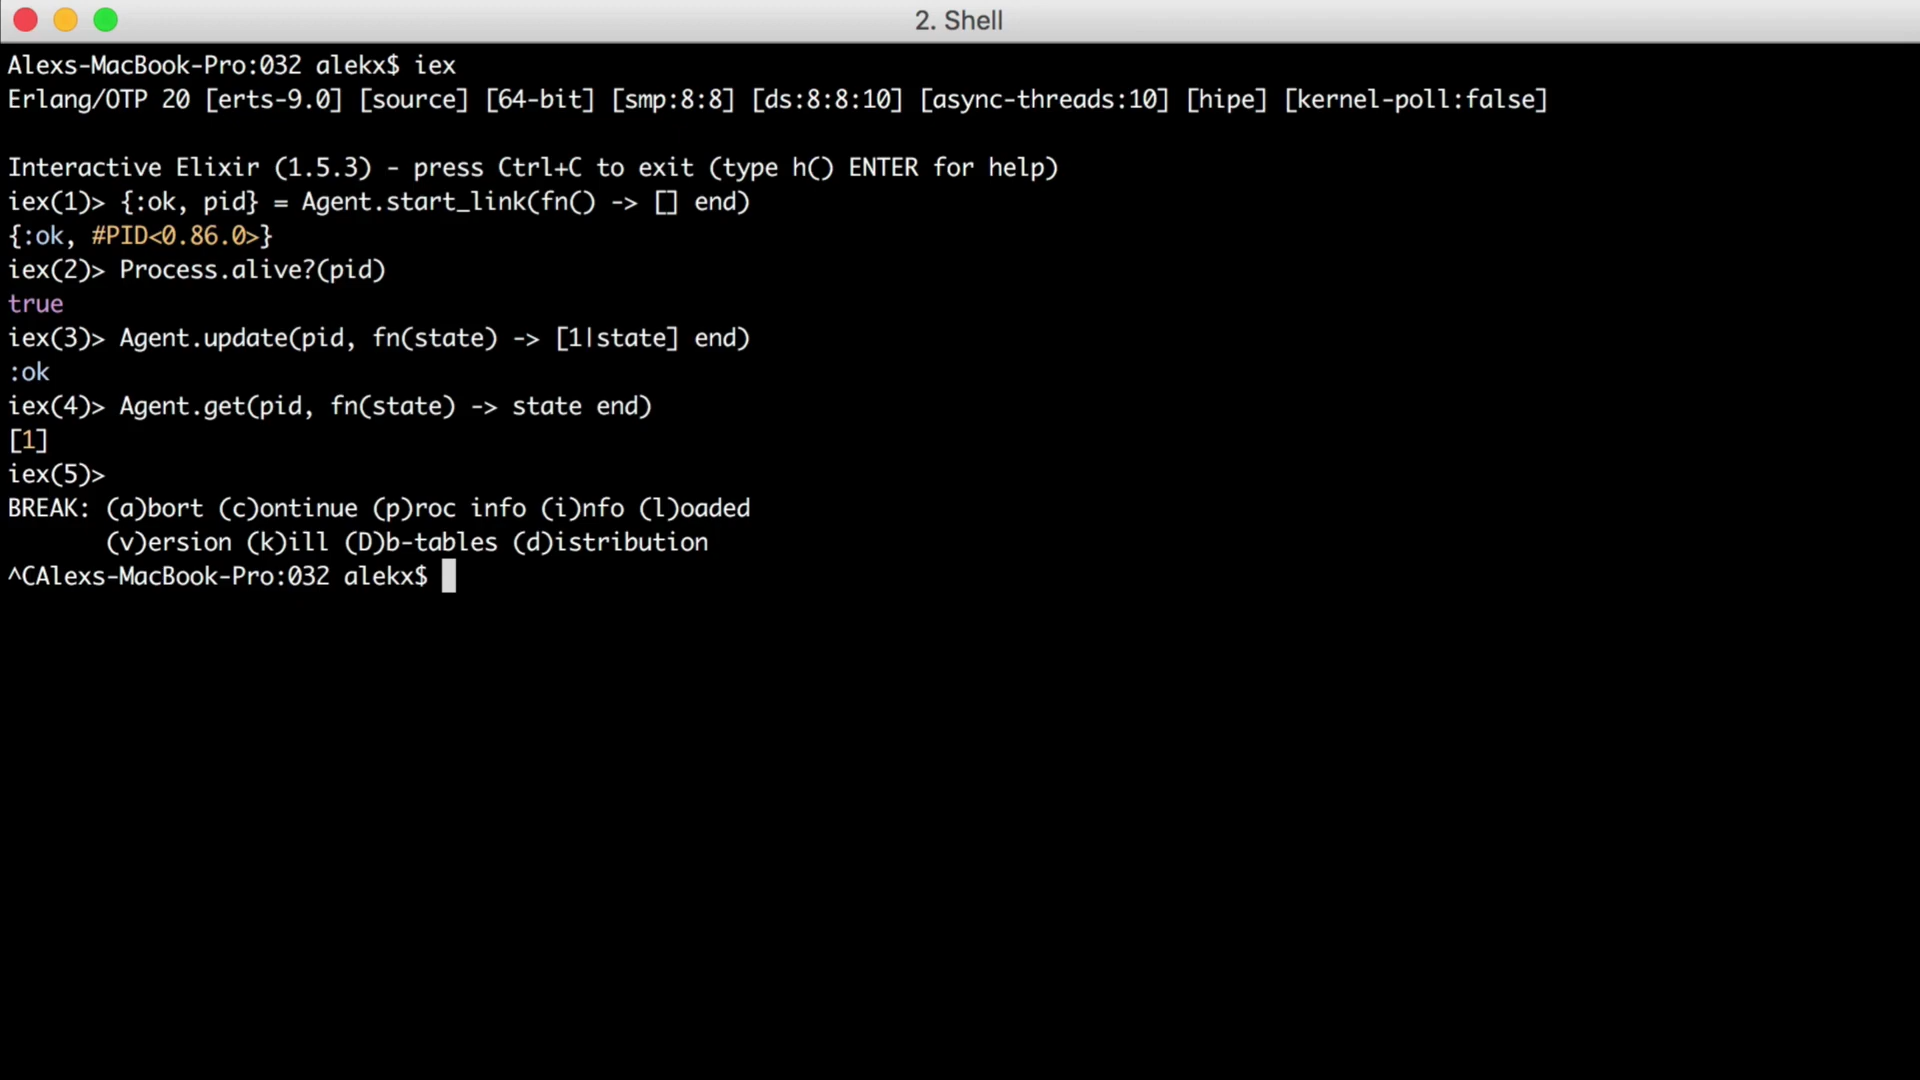 2. Shell
Alexs-MacBook-Pro:032 alekx$ iex
Erlang/OTP 20 [erts-9.0] [source] [64-bit] [smp:8:8] [ds:8:8:10] [async-threads:10] [hipe] [kernel-poll:false]
Interactive Elixir (1.5.3) - press Ctrl+C to exit (type h() ENTER for help)
iex(1)> {:ok, pid} = Agent.start_link(fn() -> [] end)
{:ok, #PID<0.86.0>}
iex(2)> Process.alive?(pid)
true
iex(3)> Agent.update(pid, fn(state) -> [1|state] end)
:ok
iex(4)> Agent.get(pid, fn(state) -> state end)
[1]
iex(5)>
BREAK: (a)bort (c)ontinue (p)roc info (i)nfo (l)oaded
(v)ersion (k)ill (D)b-tables (d)istribution
^CAlexs-MacBook-Pro:032 alekx$